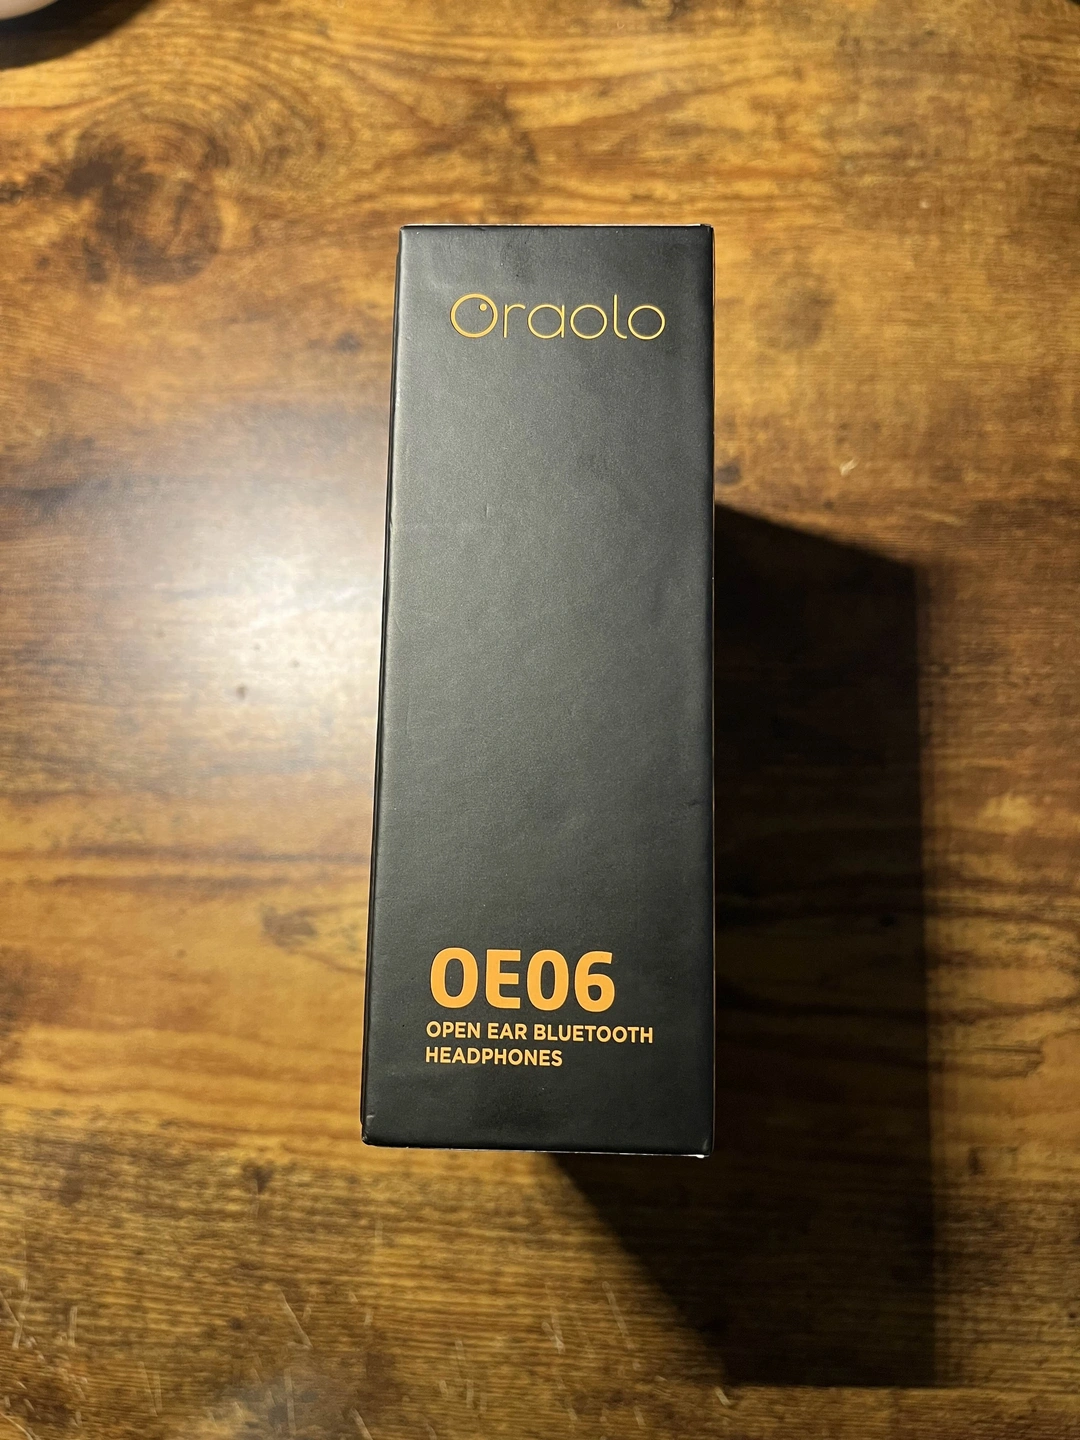 Oraolo
OE06
OPEN EAR BLUETOOTH
HEADPHONES